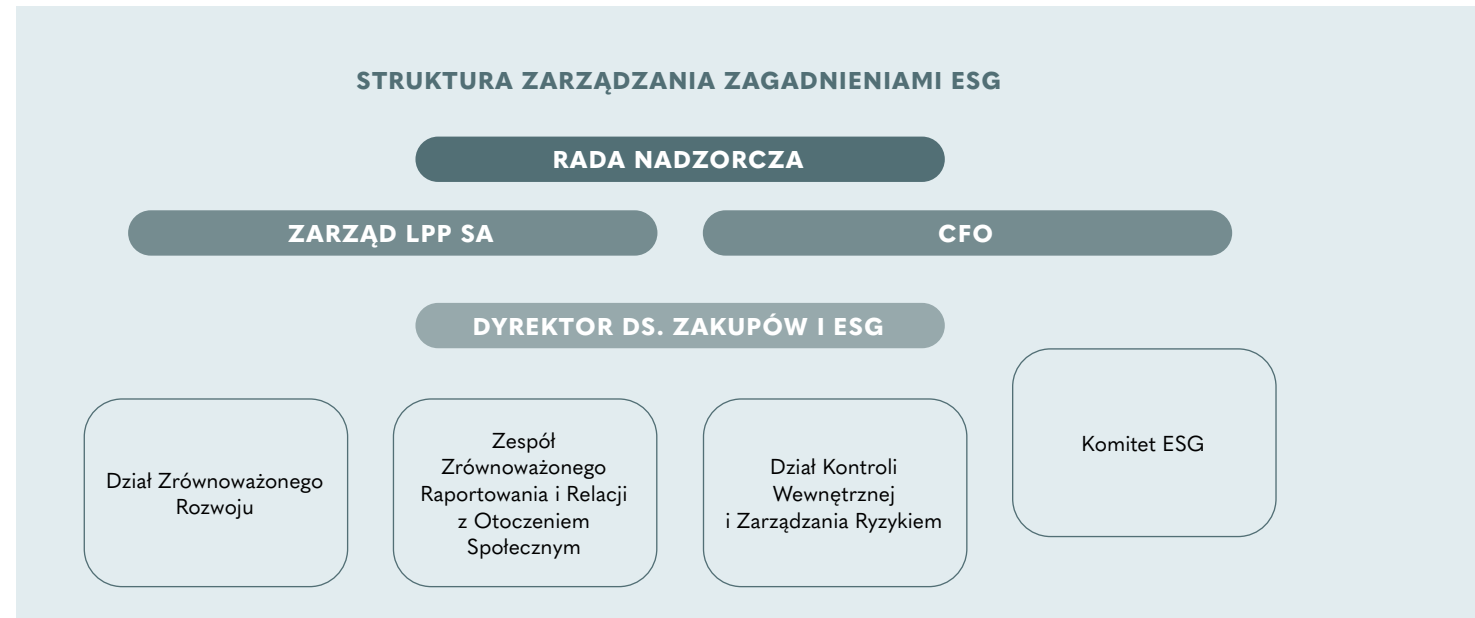 STRUKTURA ZARZĄDZANIA ZAGADNIENIAMI ESG
RADA NADZORCZA
ZARZĄD LPP SA
CFO
DYREKTOR DS. ZAKUPÓW I ESG
Dział Zrównoważonego
Rozwoju
Zespół
Zrównoważonego
Raportowania i Relacji
z Otoczeniem
Społecznym
Dział Kontroli
Wewnętrznej
i Zarządzania Ryzykiem
Komitet ESG